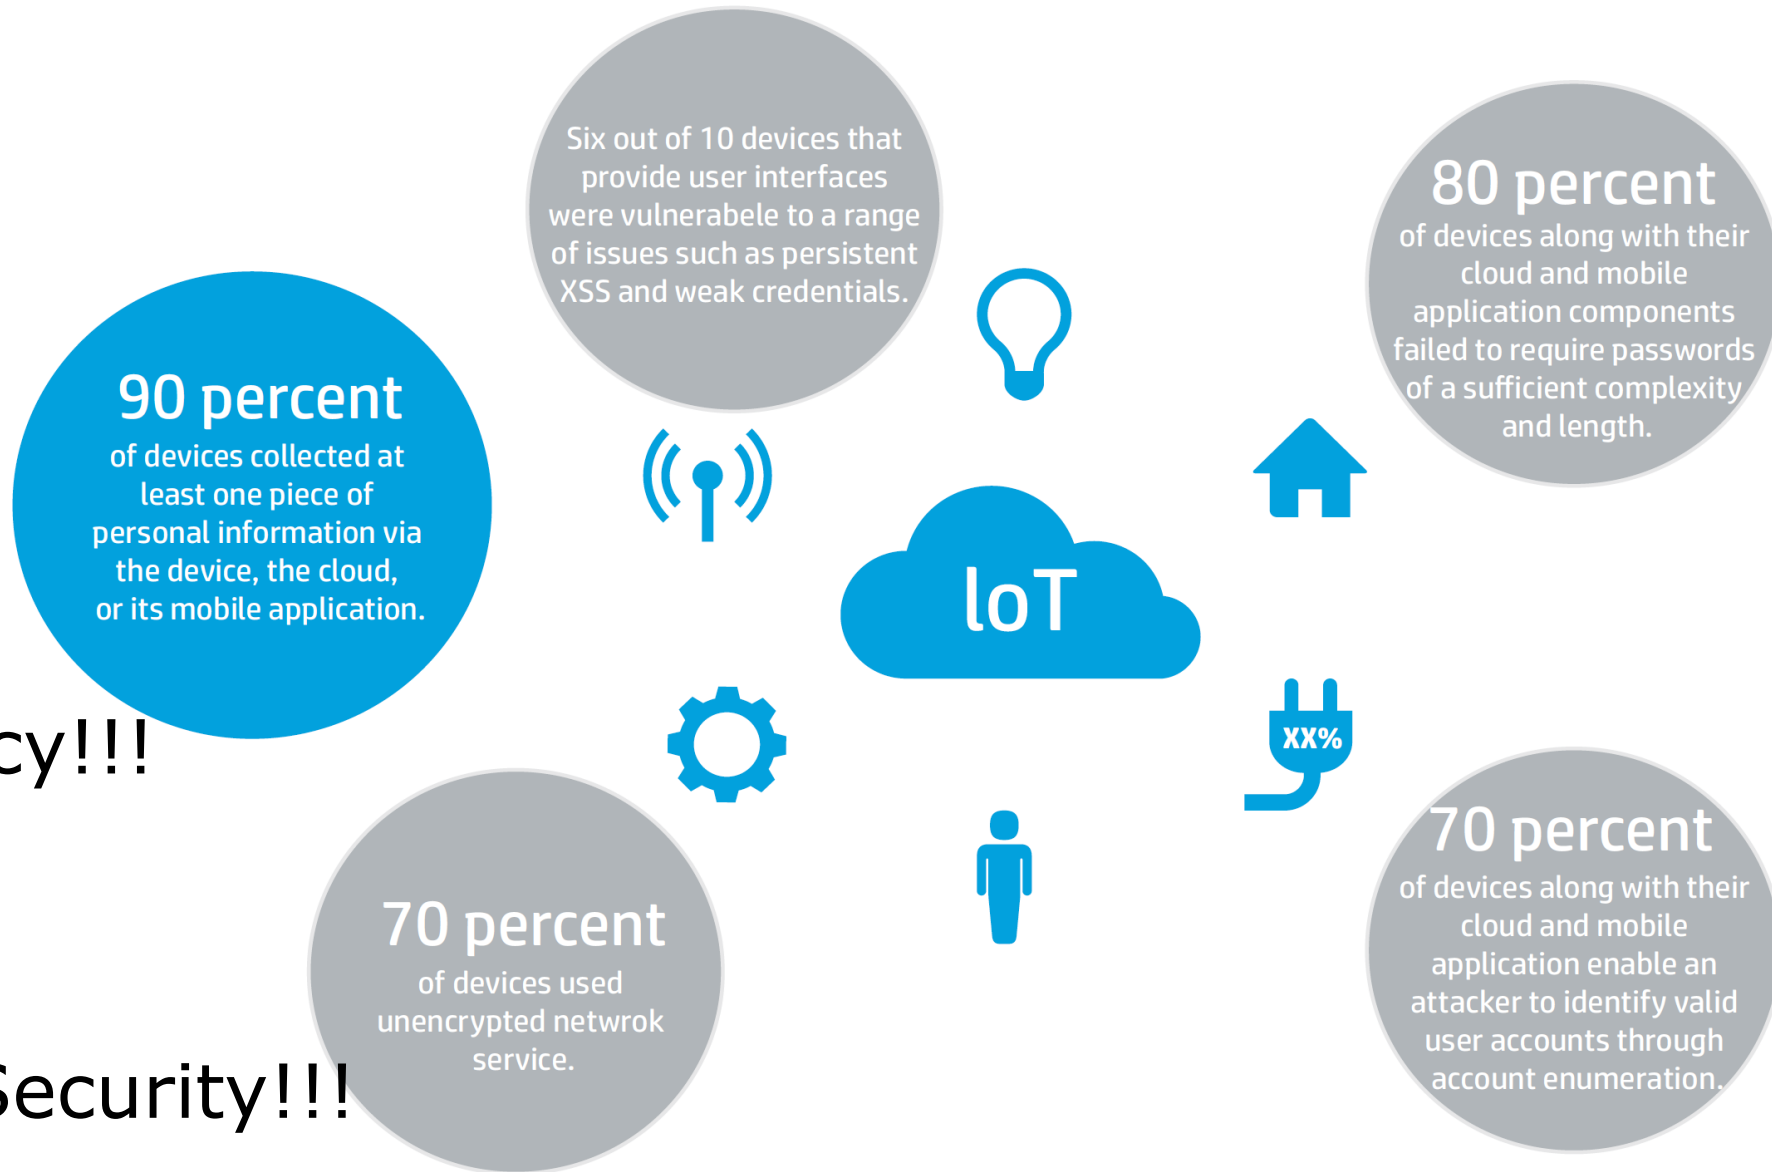 Six out of 10 devices that
provide user interfaces
were vulnerabele to a range
of issues such as persistent
XSS and weak credentials.
80 percent
of devices along with their
cloud and mobile
application components
failed to require passwords
of a sufficient complexity
and length.
90 percent
of devices collected at
least one piece of
personal information via
the device, the cloud,
or its mobile application.
IoT
XX%
cy!!!
70 percent
of devices used
unencrypted netwrok
service.
70 percent
of devices along with their
cloud and mobile
application enable an
attacker to identify valid
user accounts through
account enumeration.
Security!!!